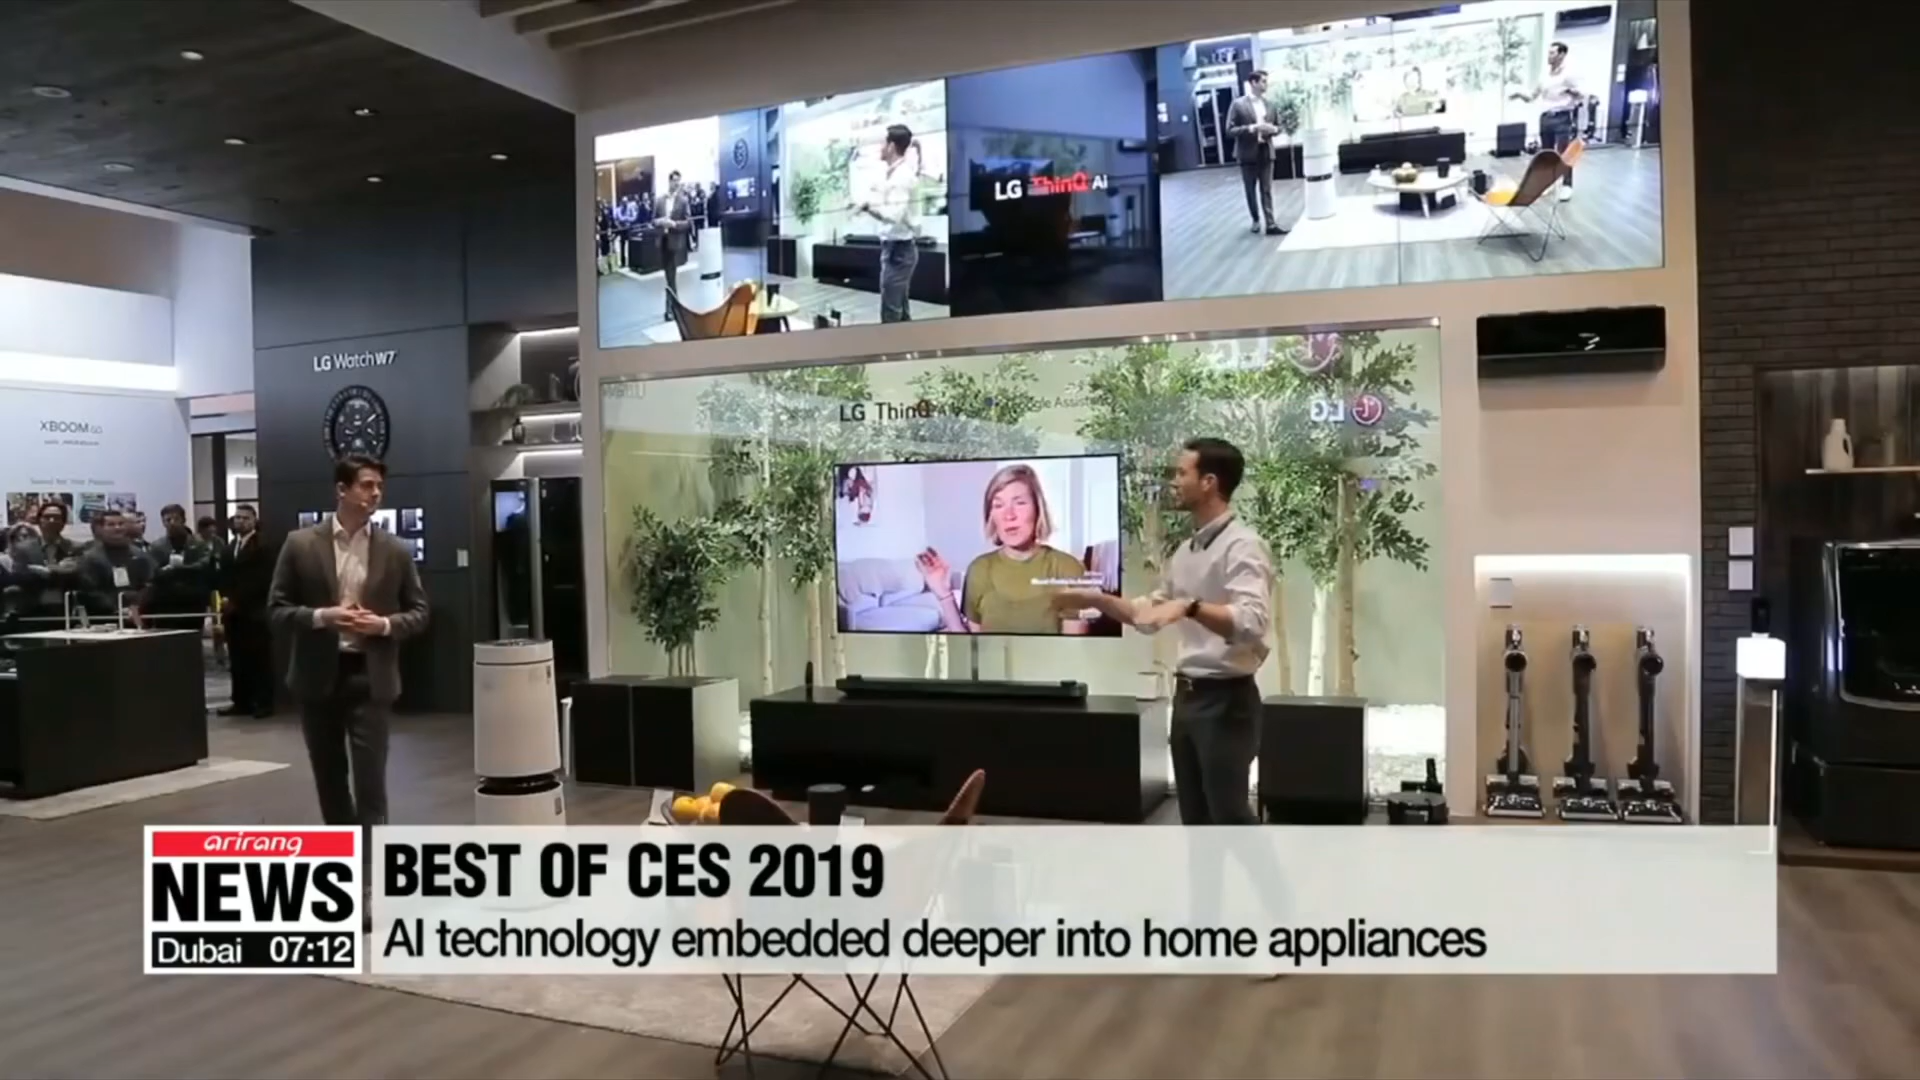 LG ThinQ AI
LG Watch W7
XBOOM GO
LG ThinQ
LG
arirang
NEWS
Dubai 07:12
BEST OF CES 2019
AI technology embedded deeper into home appliances